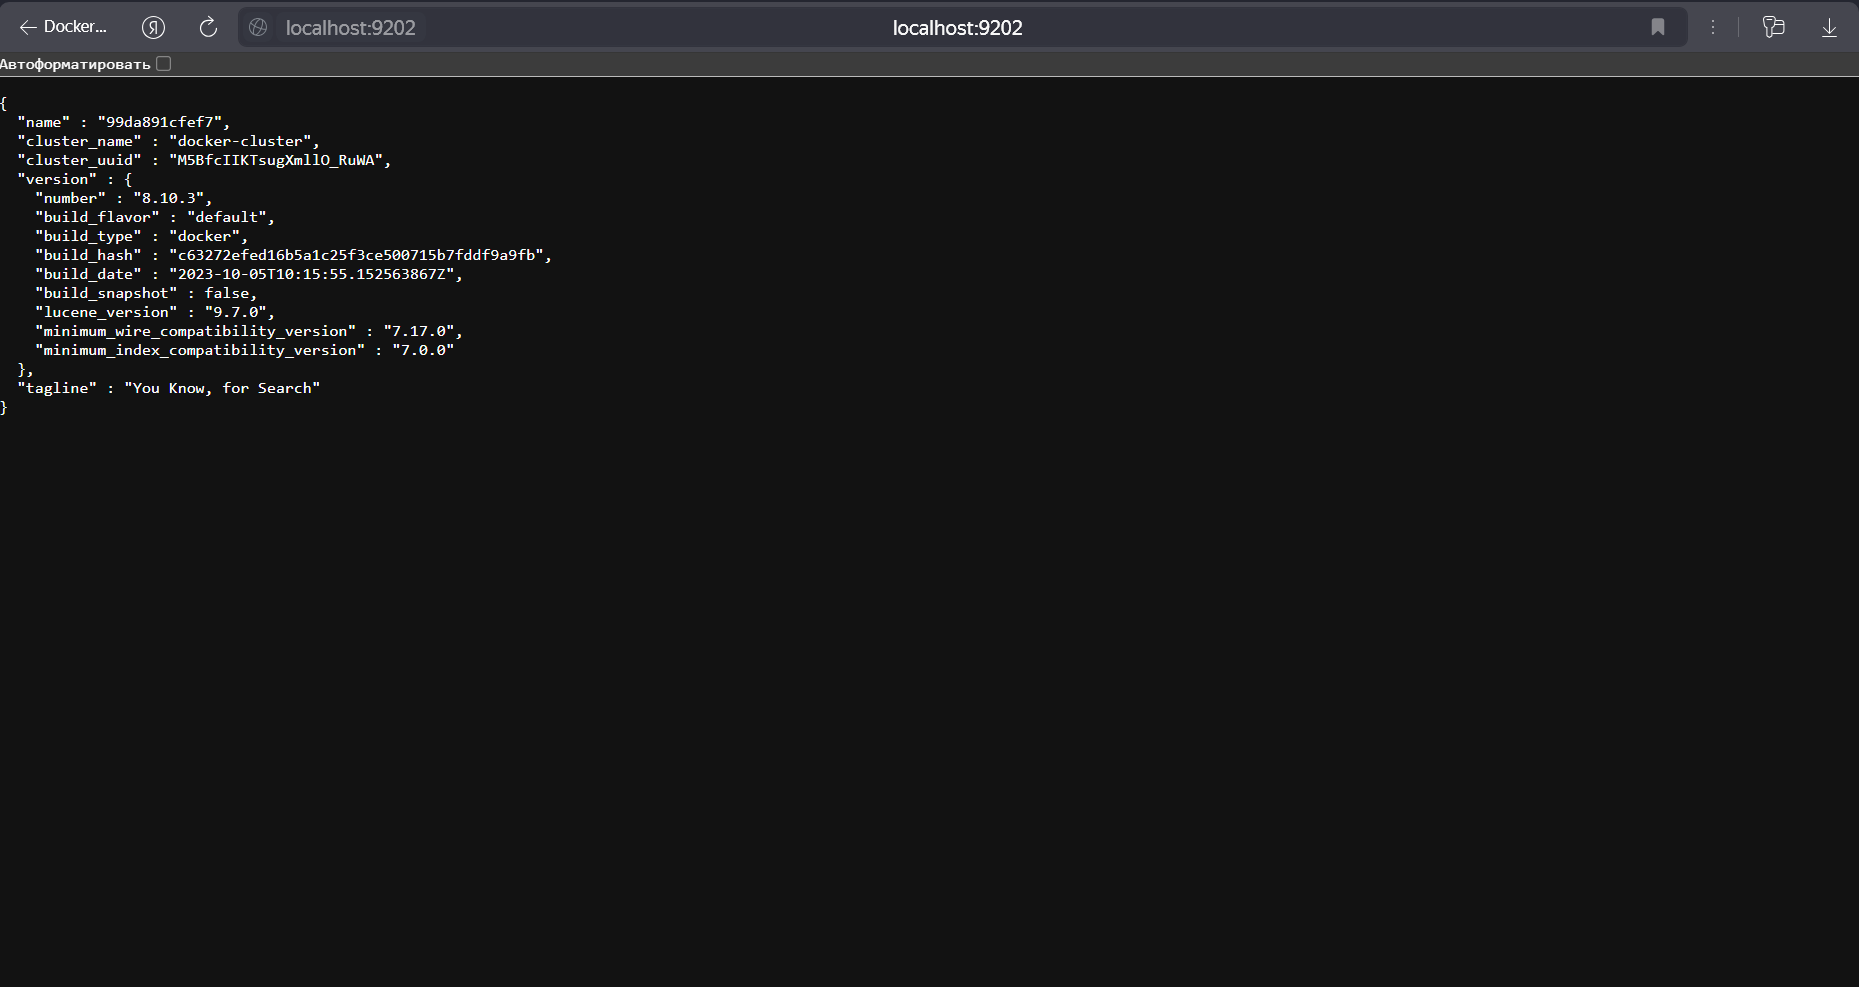 Docker...
Я
localhost:9202
localhost:9202
Автоформатировать
{
  "name" : "99da891cfef7",
  "cluster_name" : "docker-cluster",
  "cluster_uuid" : "M5BfcIIKTsugXmllO_RuWA",
  "version" : {
    "number" : "8.10.3",
    "build_flavor" : "default",
    "build_type" : "docker",
    "build_hash" : "c63272efed16b5a1c25f3ce500715b7fddf9a9fb",
    "build_date" : "2023-10-05T10:15:55.152563867Z",
    "build_snapshot" : false,
    "lucene_version" : "9.7.0",
    "minimum_wire_compatibility_version" : "7.17.0",
    "minimum_index_compatibility_version" : "7.0.0"
  },
  "tagline" : "You Know, for Search"
}